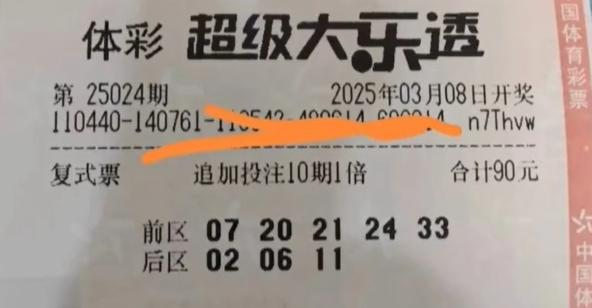 体彩 超级大乐透
第 25024期 2025年03月08日开奖
110440-140761- n7Thvw
复式票 追加投注10期1倍 合计90元
前区 07 20 21 24 33
后区 02 06 11
国体育彩票
中国体